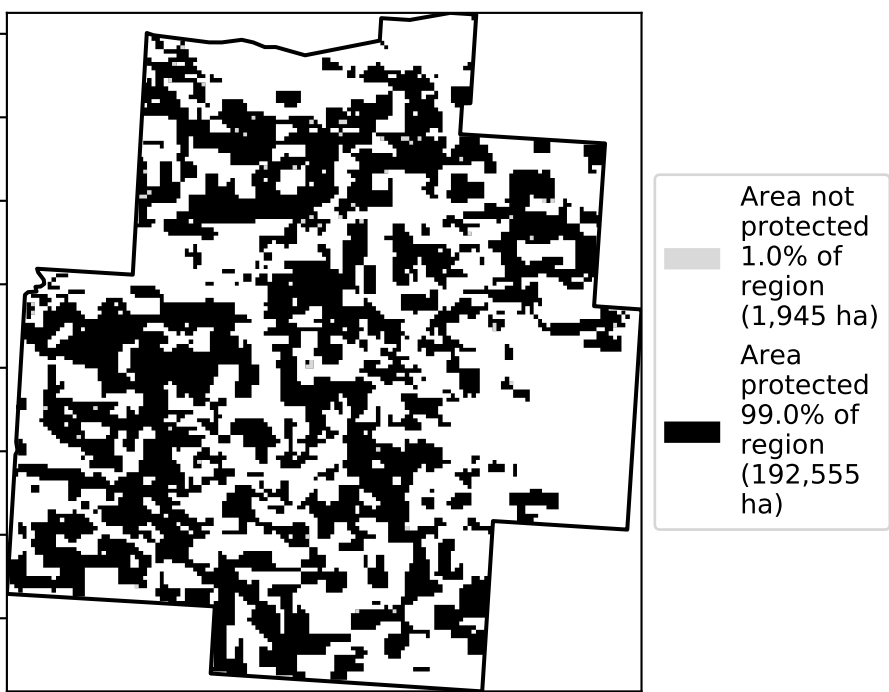 Area not
protected
1.0% of
region
(1,945 ha)
Area
protected
99.0% of
region
(192,555
ha)